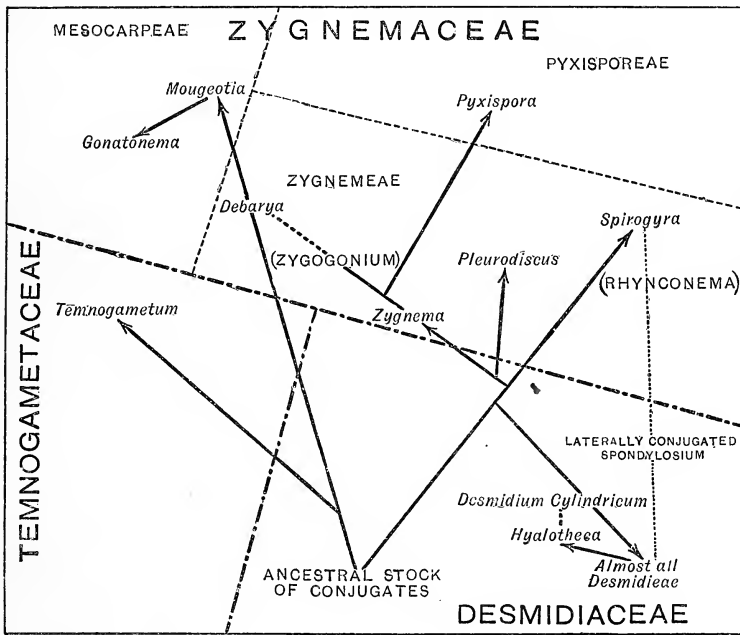 MESOCARPEAE
ZYGNEMACEAE
PYXISPOREAE
Mougeotia
Pyxispora
Gonatonema
ZYGNEMEAE
Debarya
Spirogyra
(ZYGOGONIUM)
Pleurodiscus
(RHYNCONEMA)
TEMNOGAMETACEAE
Temnogametum
Zygnema
LATERALLY CONJUGATED
SPONDYLOSIUM
Desmidium Cylindricum
Hyalotheca
ANCESTRAL STOCK
OF CONJUGATES
Almost all
Desmidieae
DESMIDIACEAE